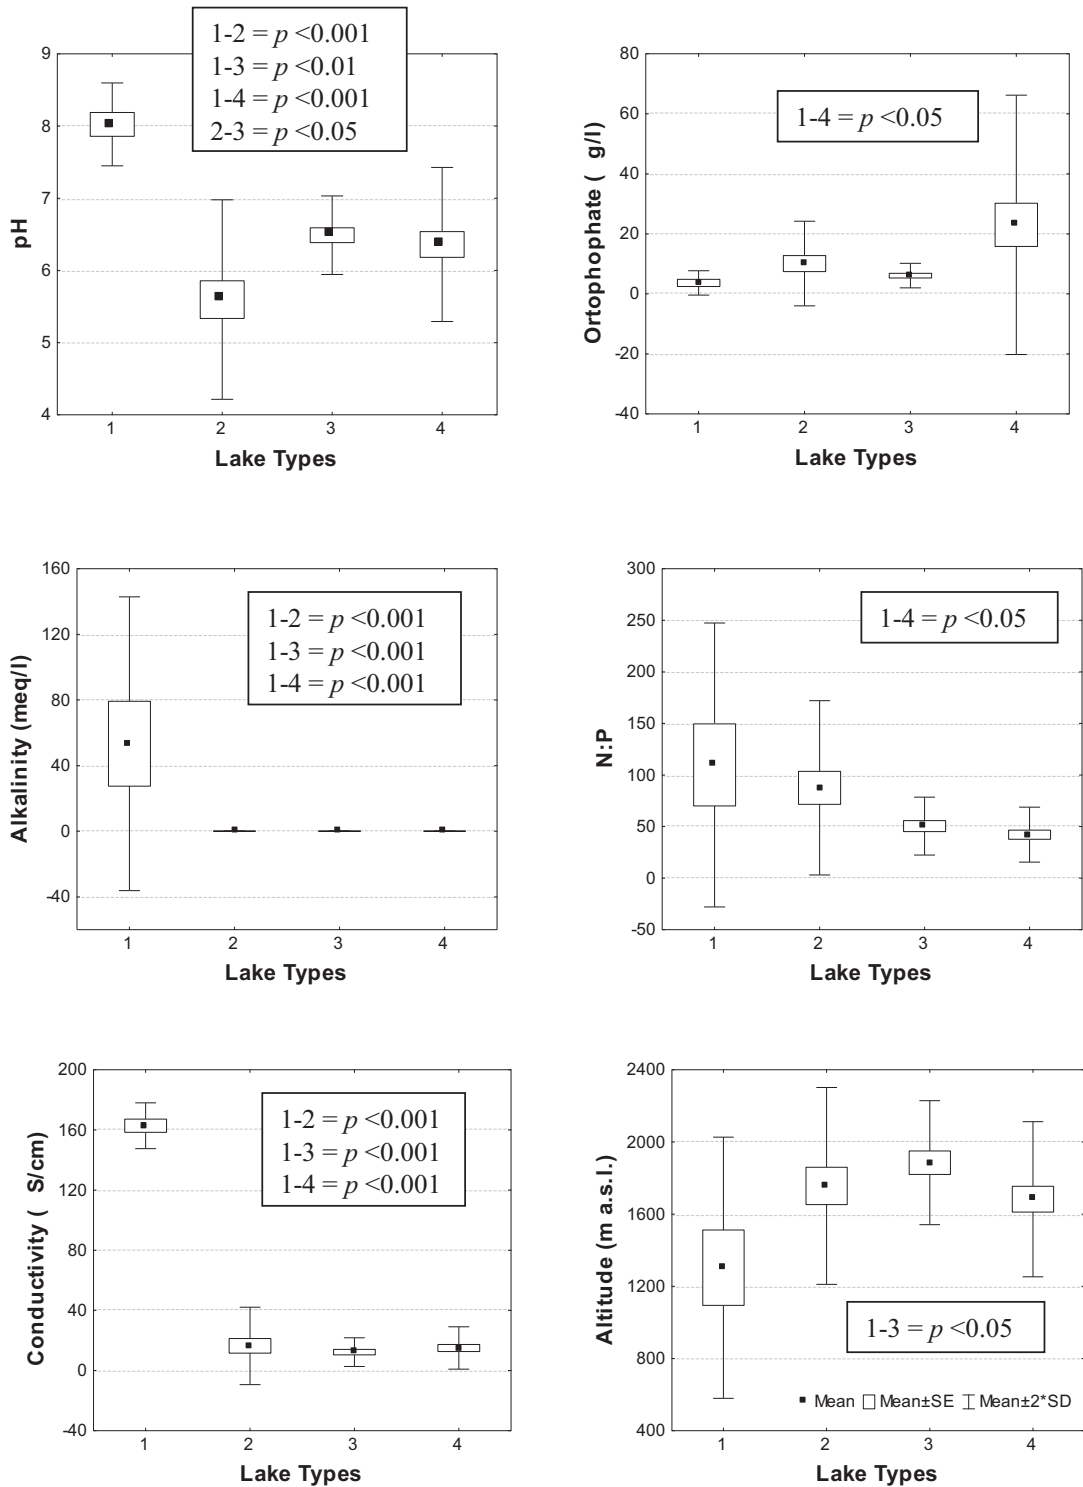 1-2 = p <0.001
1-3 = p <0.01
1-4 = p <0.001
2-3 = p <0.05
9
8
7
6
5
4
pH
1 2 3 4
Lake Types
1-4 = p <0.05
80
60
40
20
0
-20
-40
Ortophophate ( g/l)
1 2 3 4
Lake Types
1-2 = p <0.001
1-3 = p <0.001
1-4 = p <0.001
160
120
80
40
0
-40
Alkalinity (meq/l)
1 2 3 4
Lake Types
1-4 = p <0.05
300
250
200
150
100
50
0
-50
N:P
1 2 3 4
Lake Types
1-2 = p <0.001
1-3 = p <0.001
1-4 = p <0.001
200
160
120
80
40
0
-40
Conductivity ( S/cm)
1 2 3 4
Lake Types
2400
2000
1600
1200
800
400
Altitude (m a.s.l.)
1-3 = p <0.05
Mean Mean±SE Mean±2*SD
1 2 3 4
Lake Types